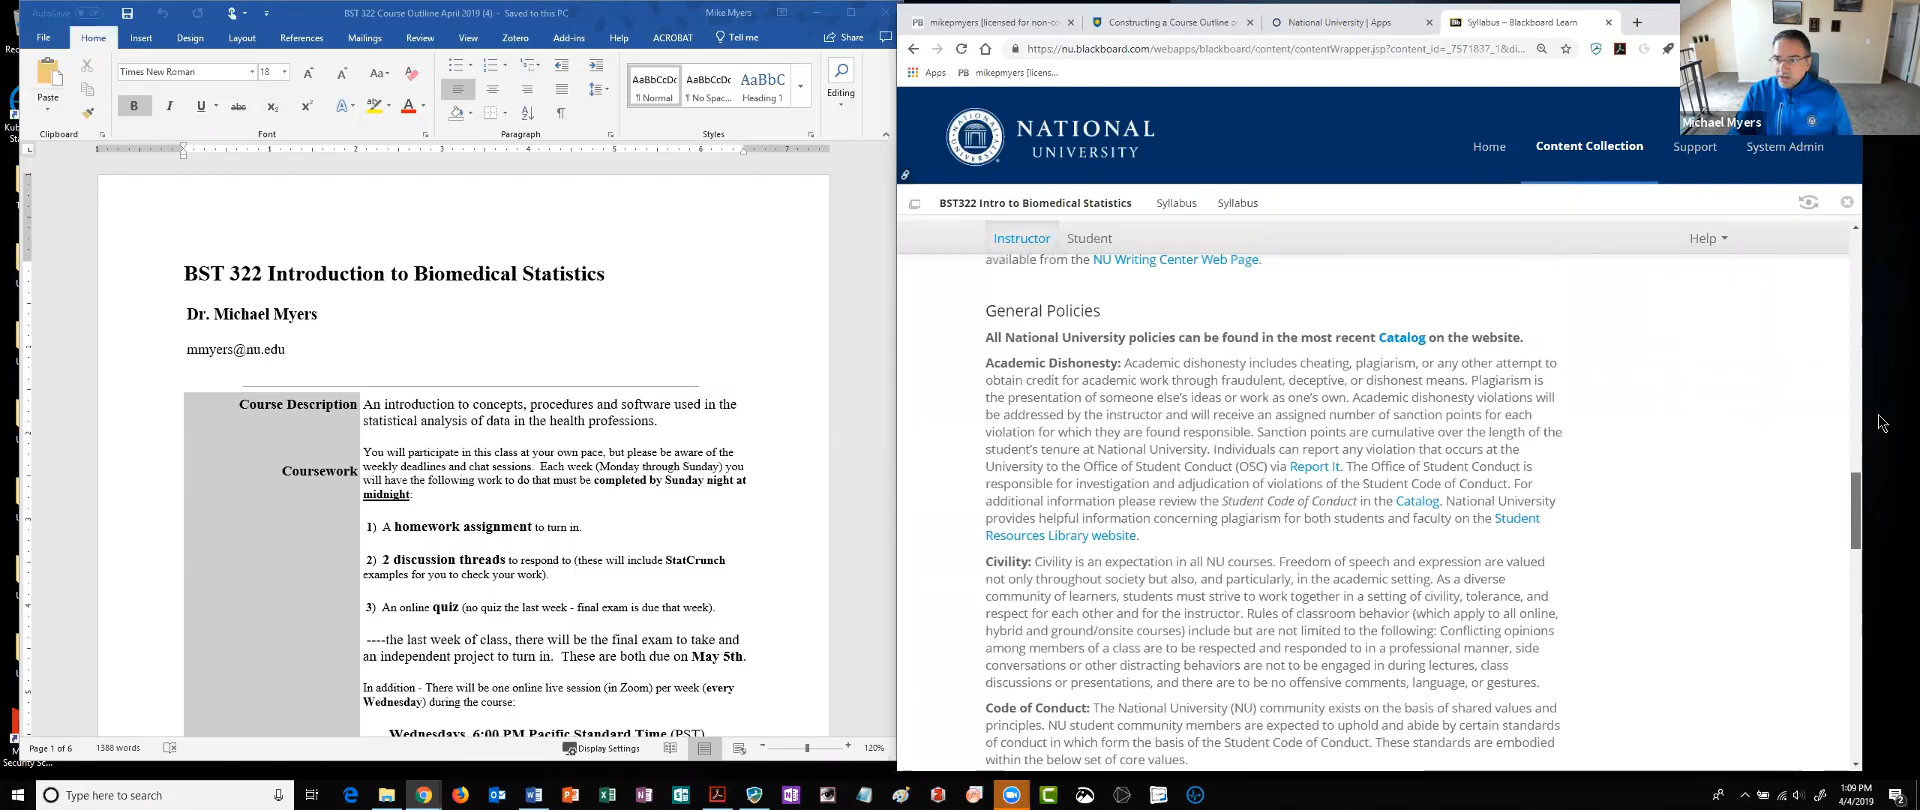 AutoSave
Off
BST 322 Course Outline April 2019 (4) - Saved to this PC
Mike Myers
File
Home
Insert
Design
Layout
References
Mailings
Review
View
Zotero
Add-ins
Help
ACROBAT
Tell me
Share
Paste
Times New Roman
18
AaBbCcDc
AaBbCcDc
AaBbC
¶ Normal
¶ No Spac...
Heading 1
Editing
Clipboard
Font
Paragraph
Styles
BST 322 Introduction to Biomedical Statistics
Dr. Michael Myers
mmyers@nu.edu
Course Description
An introduction to concepts, procedures and software used in the
statistical analysis of data in the health professions.
Coursework
You will participate in this class at your own pace, but please be aware of the
weekly deadlines and chat sessions. Each week (Monday through Sunday) you
will have the following work to do that must be completed by Sunday night at
midnight:
1) A homework assignment to turn in.
2) 2 discussion threads to respond to (these will include StatCrunch
examples for you to check your work).
3) An online quiz (no quiz the last week - final exam is due that week).
----the last week of class, there will be the final exam to take and
an independent project to turn in. These are both due on May 5th.
In addition - There will be one online live session (in Zoom) per week (every
Wednesday) during the course:
Wednesdays, 6:00 PM Pacific Standard Time (PST)
Page 1 of 6
1388 words
Display Settings
120%
mikepmyers [licensed for non-co
Constructing a Course Outline o
National University | Apps
Syllabus – Blackboard Learn
https://nu.blackboard.com/webapps/blackboard/content/contentWrapper.jsp?content_id=_7571837_1&di...
Apps
mikepmyers [licens...
Michael Myers
NATIONAL
UNIVERSITY
Home
Content Collection
Support
System Admin
BST322 Intro to Biomedical Statistics
Syllabus
Syllabus
Instructor
Student
Help
available from the NU Writing Center Web Page.
General Policies
All National University policies can be found in the most recent Catalog on the website.
Academic Dishonesty: Academic dishonesty includes cheating, plagiarism, or any other attempt to
obtain credit for academic work through fraudulent, deceptive, or dishonest means. Plagiarism is
the presentation of someone else's ideas or work as one's own. Academic dishonesty violations will
be addressed by the instructor and will receive an assigned number of sanction points for each
violation for which they are found responsible. Sanction points are cumulative over the length of the
student's tenure at National University. Individuals can report any violation that occurs at the
University to the Office of Student Conduct (OSC) via Report It. The Office of Student Conduct is
responsible for investigation and adjudication of violations of the Student Code of Conduct. For
additional information please review the Student Code of Conduct in the Catalog. National University
provides helpful information concerning plagiarism for both students and faculty on the Student
Resources Library website.
Civility: Civility is an expectation in all NU courses. Freedom of speech and expression are valued
not only throughout society but also, and particularly, in the academic setting. As a diverse
community of learners, students must strive to work together in a setting of civility, tolerance, and
respect for each other and for the instructor. Rules of classroom behavior (which apply to all online,
hybrid and ground/onsite courses) include but are not limited to the following: Conflicting opinions
among members of a class are to be respected and responded to in a professional manner, side
conversations or other distracting behaviors are not to be engaged in during lectures, class
discussions or presentations, and there are to be no offensive comments, language, or gestures.
Code of Conduct: The National University (NU) community exists on the basis of shared values and
principles. NU student community members are expected to uphold and abide by certain standards
of conduct in which form the basis of the Student Code of Conduct. These standards are embodied
within the below set of core values.
Security Sc...
Type here to search
1:09 PM
4/4/2019